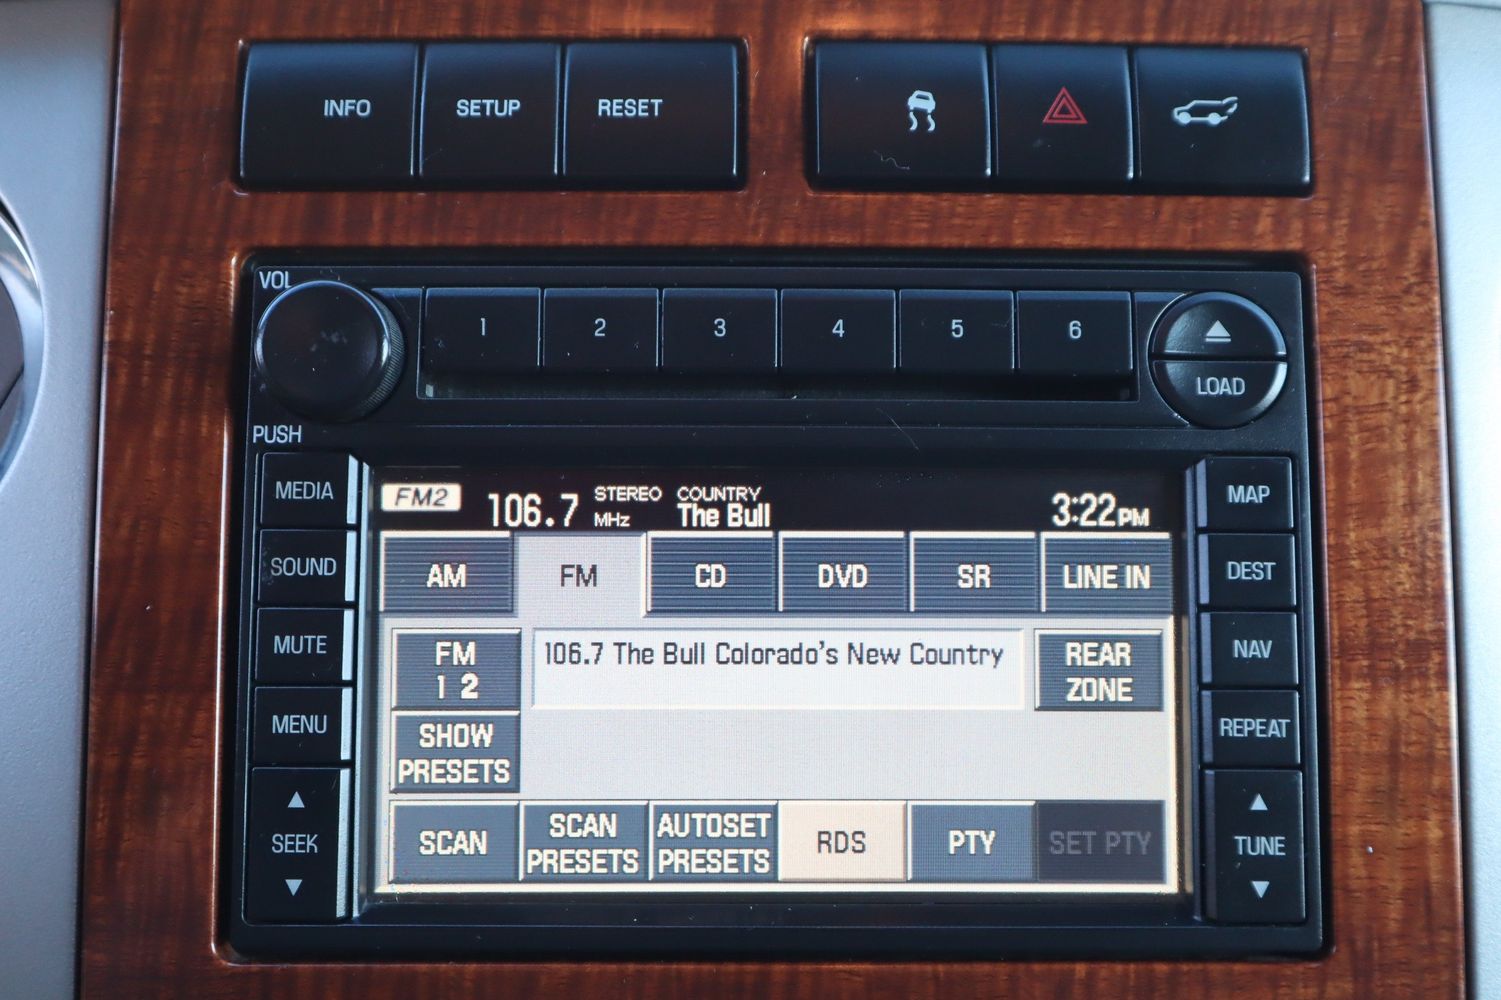 INFO SETUP RESET
VOL
1 2 3 4 5 6
LOAD
PUSH
MEDIA
SOUND
MUTE
MENU
SEEK
FM2 106.7 MHz STEREO COUNTRY The Bull 3:22PM
AM FM CD DVD SR LINE IN
FM
1 2
106.7 The Bull Colorado's New Country
REAR
ZONE
SHOW
PRESETS
SCAN
SCAN
PRESETS
AUTOSET
PRESETS
RDS
PTY
SET PTY
MAP
DEST
NAV
REPEAT
TUNE